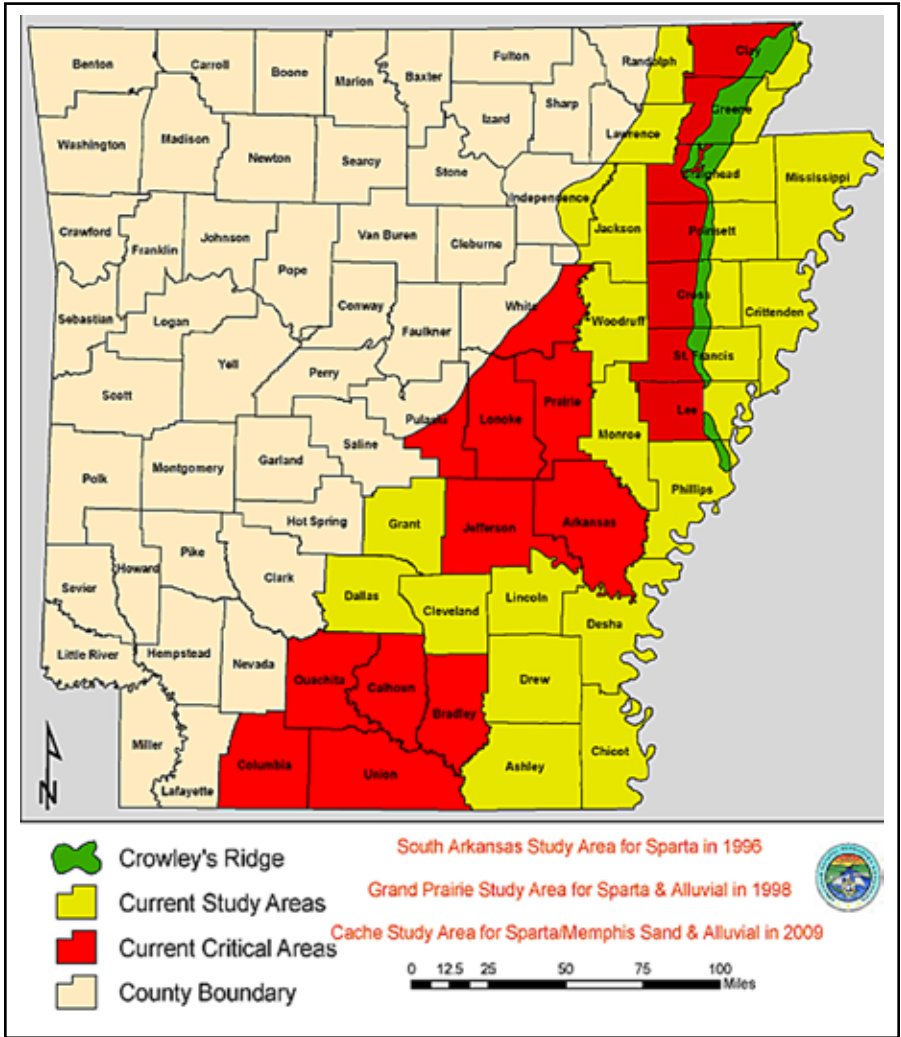 Benton
Carroll
Boone
Marion
Baxter
Fulton
Randolph
Clay
Sharp
Izard
Greene
Lawrence
Washington
Madison
Newton
Searcy
Stone
Craighead
Mississippi
Independence
Jackson
Poinsett
Crawford
Franklin
Johnson
Pope
Van Buren
Cleburne
Cross
Crittenden
White
Woodruff
Sebastian
Logan
Conway
Faulkner
St. Francis
Yell
Perry
Scott
Pulaski
Lonoke
Prairie
Lee
Monroe
Saline
Garland
Montgomery
Polk
Phillips
Hot Spring
Grant
Jefferson
Arkansas
Pike
Howard
Clark
Sevier
Dallas
Cleveland
Lincoln
Desha
Little River
Hempstead
Nevada
Ouachita
Calhoun
Drew
Bradley
Miller
Lafayette
Columbia
Union
Ashley
Chicot
N
Crowley's Ridge
Current Study Areas
Current Critical Areas
County Boundary
South Arkansas Study Area for Sparta in 1996
Grand Prairie Study Area for Sparta & Alluvial in 1998
Cache Study Area for Sparta/Memphis Sand & Alluvial in 2009
0 12.5 25 50 75 100
Miles